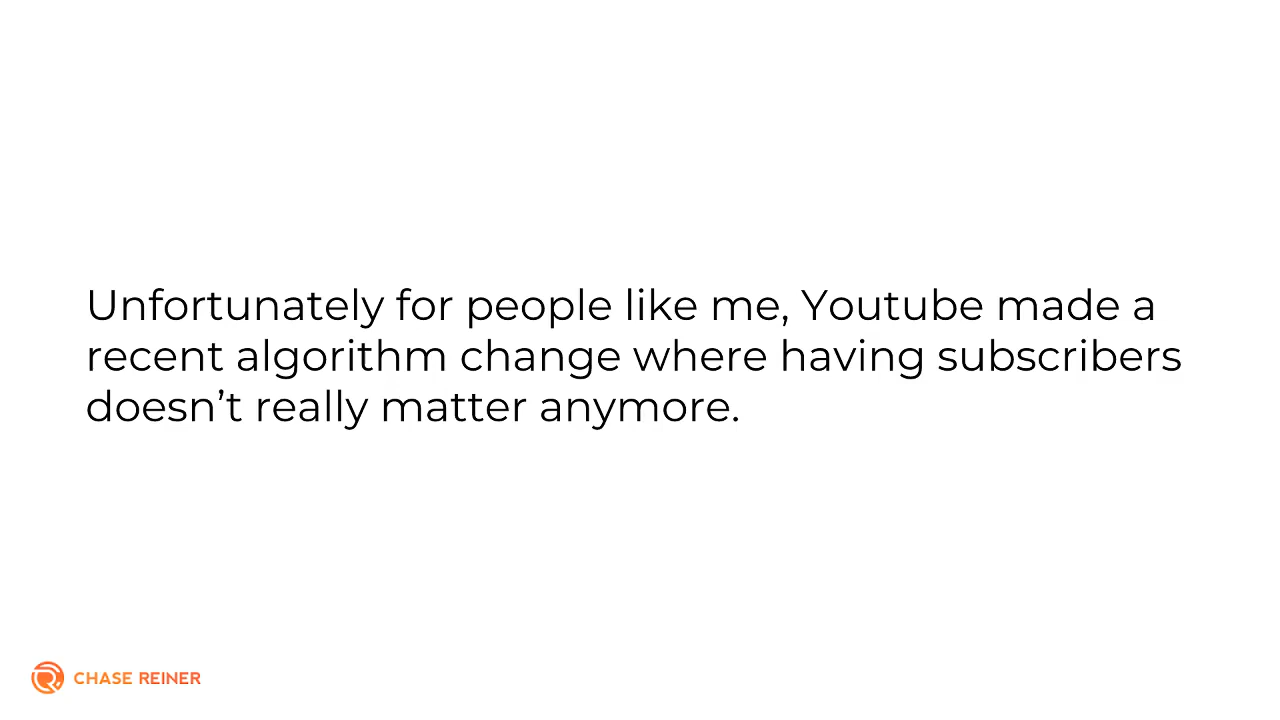 Unfortunately for people like me, Youtube made a
recent algorithm change where having subscribers
doesn’t really matter anymore.
CHASE REINER